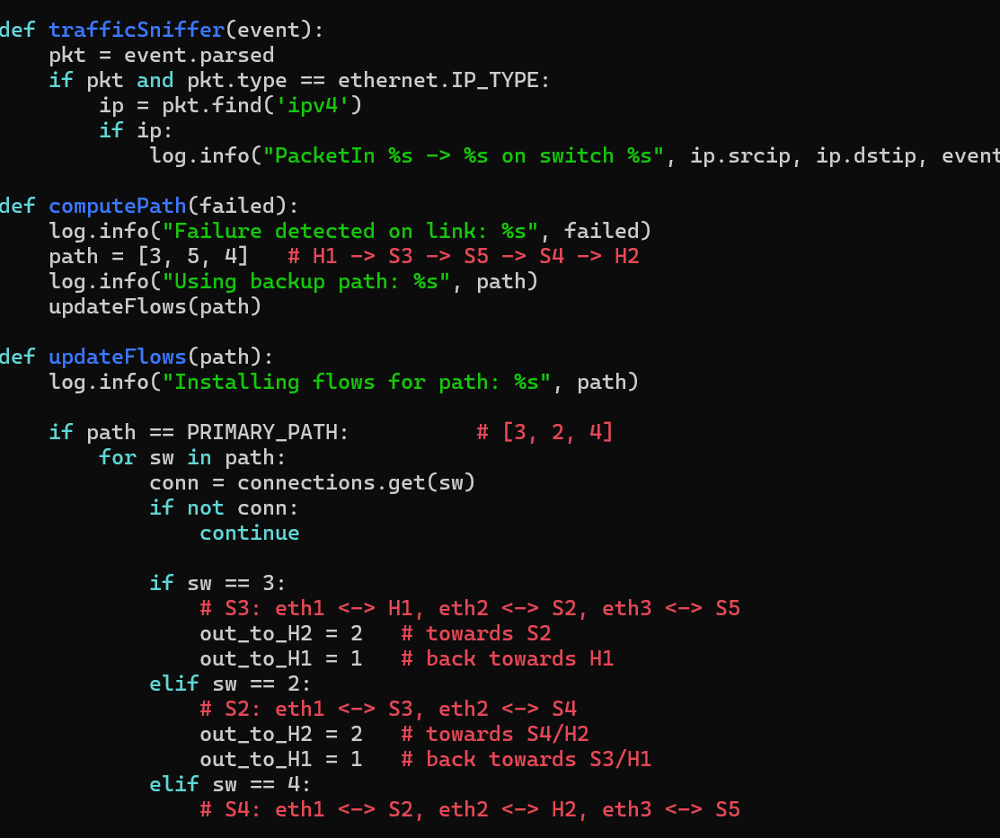 def trafficSniffer(event):
    pkt = event.parsed
    if pkt and pkt.type == ethernet.IP_TYPE:
        ip = pkt.find('ipv4')
        if ip:
            log.info("PacketIn %s -> %s on switch %s", ip.srcip, ip.dstip, event
def computePath(failed):
    log.info("Failure detected on link: %s", failed)
    path = [3, 5, 4]   # H1 -> S3 -> S5 -> S4 -> H2
    log.info("Using backup path: %s", path)
    updateFlows(path)
def updateFlows(path):
    log.info("Installing flows for path: %s", path)
    if path == PRIMARY_PATH:          # [3, 2, 4]
        for sw in path:
            conn = connections.get(sw)
            if not conn:
                continue
            if sw == 3:
                # S3: eth1 <-> H1, eth2 <-> S2, eth3 <-> S5
                out_to_H2 = 2   # towards S2
                out_to_H1 = 1   # back towards H1
            elif sw == 2:
                # S2: eth1 <-> S3, eth2 <-> S4
                out_to_H2 = 2   # towards S4/H2
                out_to_H1 = 1   # back towards S3/H1
            elif sw == 4:
                # S4: eth1 <-> S2, eth2 <-> H2, eth3 <-> S5